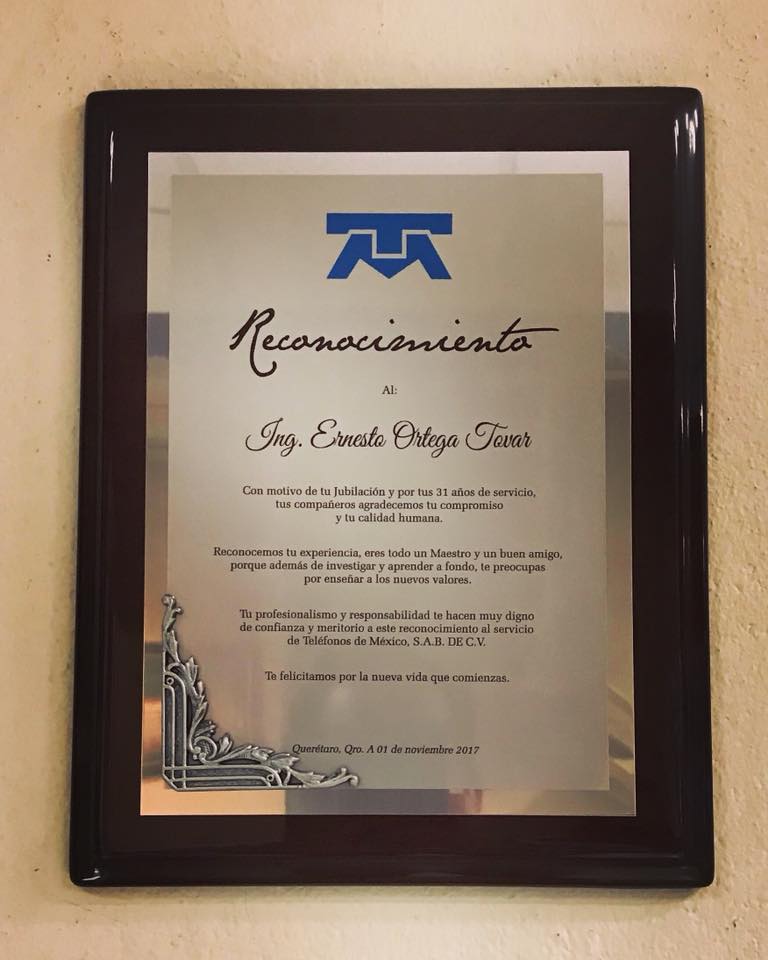 Reconocimiento
Al:
Ing. Ernesto Ortega Tovar
Con motivo de tu Jubilación y por tus 31 años de servicio,
tus compañeros agradecemos tu compromiso
y tu calidad humana.
Reconocemos tu experiencia, eres todo un Maestro y un buen amigo,
porque además de investigar y aprender a fondo, te preocupas
por enseñar a los nuevos valores.
Tu profesionalismo y responsabilidad te hacen muy digno
de confianza y meritorio a este reconocimiento al servicio
de Teléfonos de México, S.A.B. DE C.V.
Te felicitamos por la nueva vida que comienzas.
Querétaro, Qro. A 01 de noviembre 2017